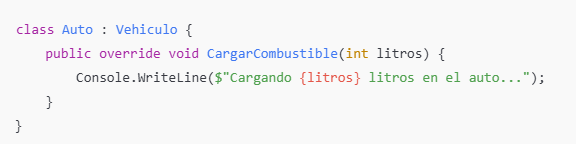 class Auto : Vehiculo {
    public override void CargarCombustible(int litros) {
        Console.WriteLine($"Cargando {litros} litros en el auto...");
    }
}